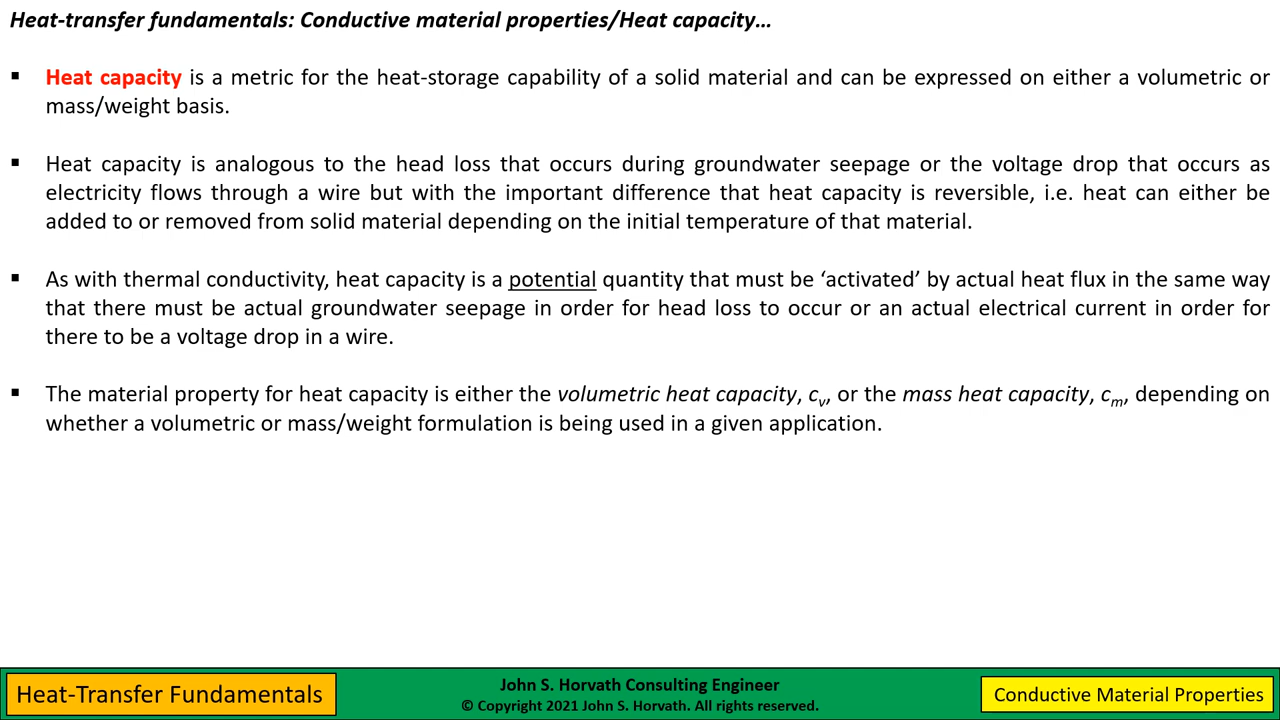 Heat-transfer fundamentals: Conductive material properties/Heat capacity…
▪ Heat capacity is a metric for the heat-storage capability of a solid material and can be expressed on either a volumetric or
mass/weight basis.
▪ Heat capacity is analogous to the head loss that occurs during groundwater seepage or the voltage drop that occurs as
electricity flows through a wire but with the important difference that heat capacity is reversible, i.e. heat can either be
added to or removed from solid material depending on the initial temperature of that material.
▪ As with thermal conductivity, heat capacity is a potential quantity that must be ‘activated’ by actual heat flux in the same way
that there must be actual groundwater seepage in order for head loss to occur or an actual electrical current in order for
there to be a voltage drop in a wire.
▪ The material property for heat capacity is either the volumetric heat capacity, cv, or the mass heat capacity, cm, depending on
whether a volumetric or mass/weight formulation is being used in a given application.
Heat-Transfer Fundamentals
John S. Horvath Consulting Engineer
© Copyright 2021 John S. Horvath. All rights reserved.
Conductive Material Properties